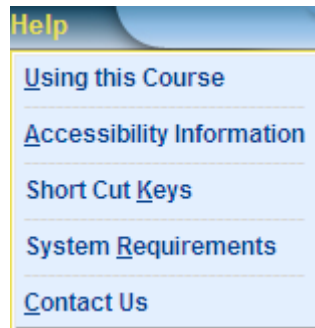 Help
Using this Course
Accessibility Information
Short Cut Keys
System Requirements
Contact Us